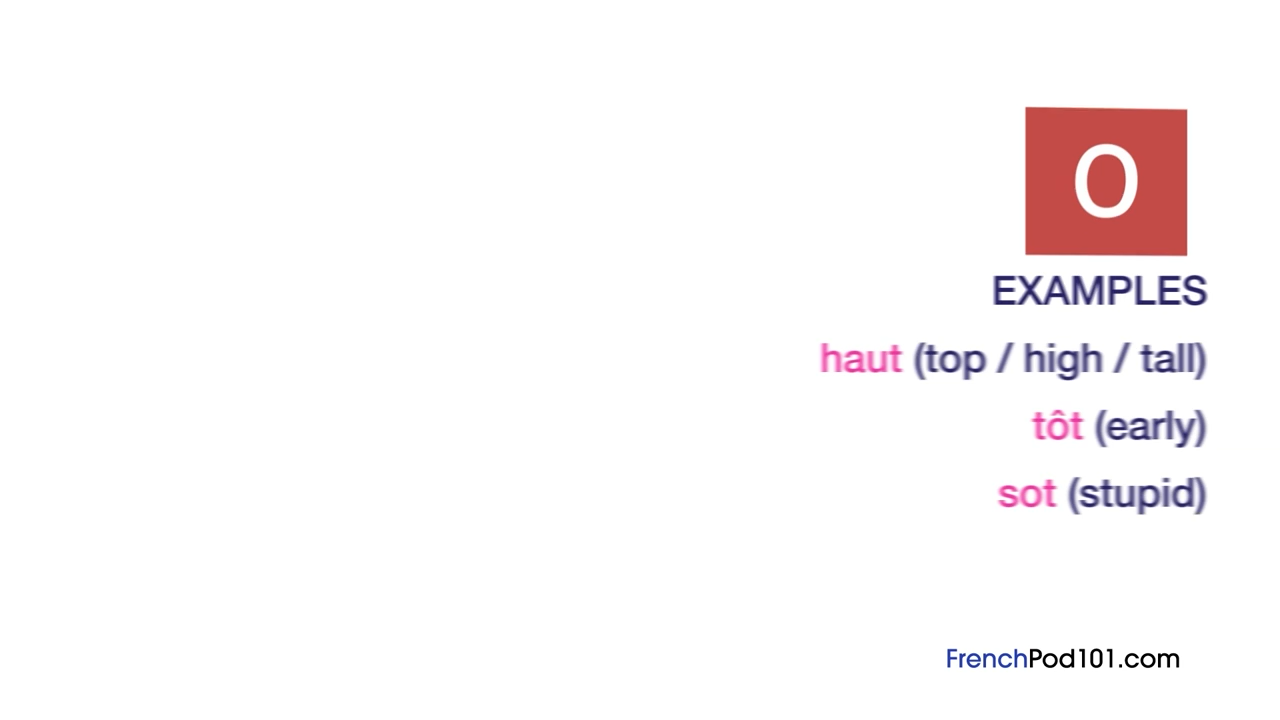 O
EXAMPLES
haut (top / high / tall)
tôt (early)
sot (stupid)
FrenchPod101.com